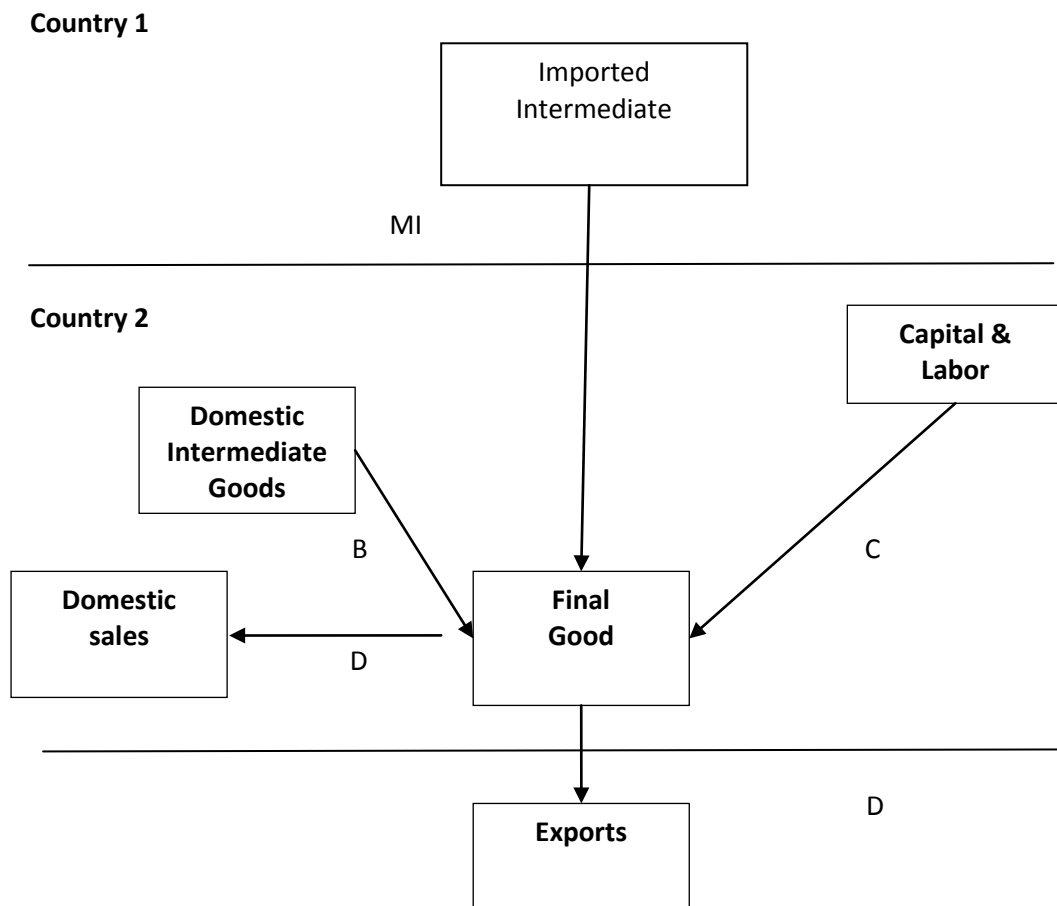 Country 1
Imported
Intermediate
MI
Country 2
Capital &
Labor
Domestic
Intermediate
Goods
B
C
Domestic
sales
Final
Good
D
D
Exports